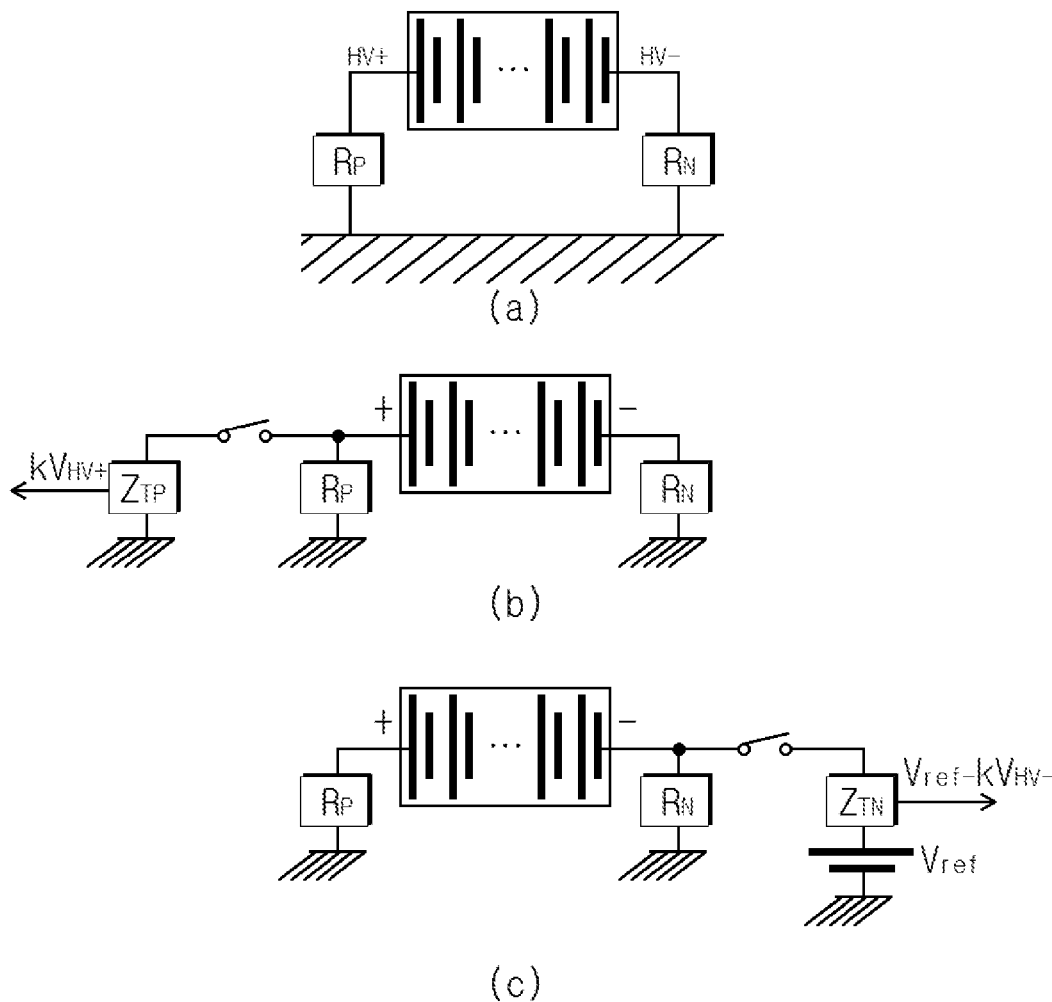 HV+ ... HV-
RP RN
(a)
+ ... -
kVHV+ ZTP RP RN
(b)
+ ... -
RP RN ZTN Vref-kVHV-
Vref
(c)